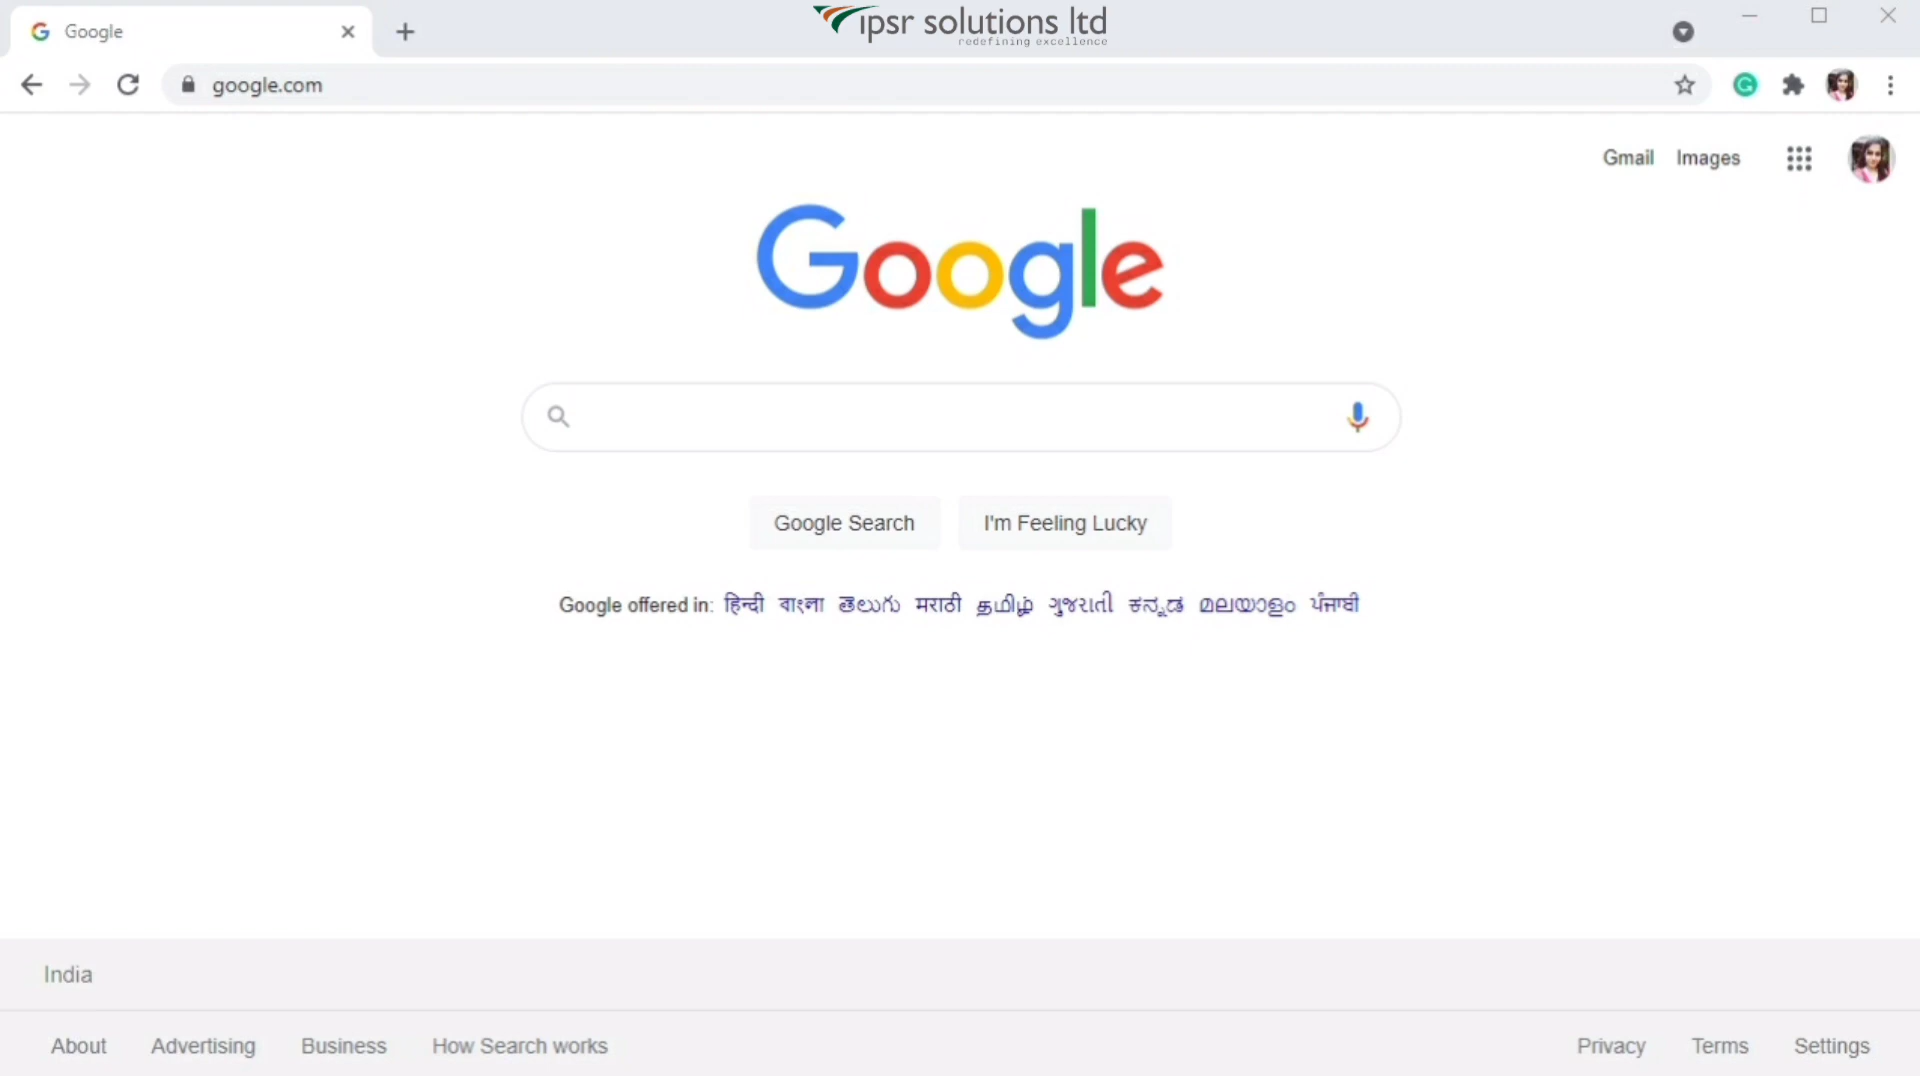 Google
ipsr solutions ltd
redefining excellence
google.com
Gmail Images
Google
Google Search I'm Feeling Lucky
Google offered in: हिन्दी বাংলা తెలుగు मराठी தமிழ் ગુજરાતી ಕನ್ನಡ മലയാളം ਪੰਜਾਬੀ
India
About Advertising Business How Search works Privacy Terms Settings